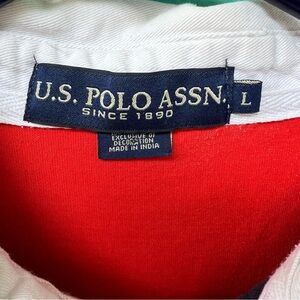 U.S. POLO ASSN.
SINCE 1890
L
EXCLUSIVE OF
DECORATION
MADE IN INDIA